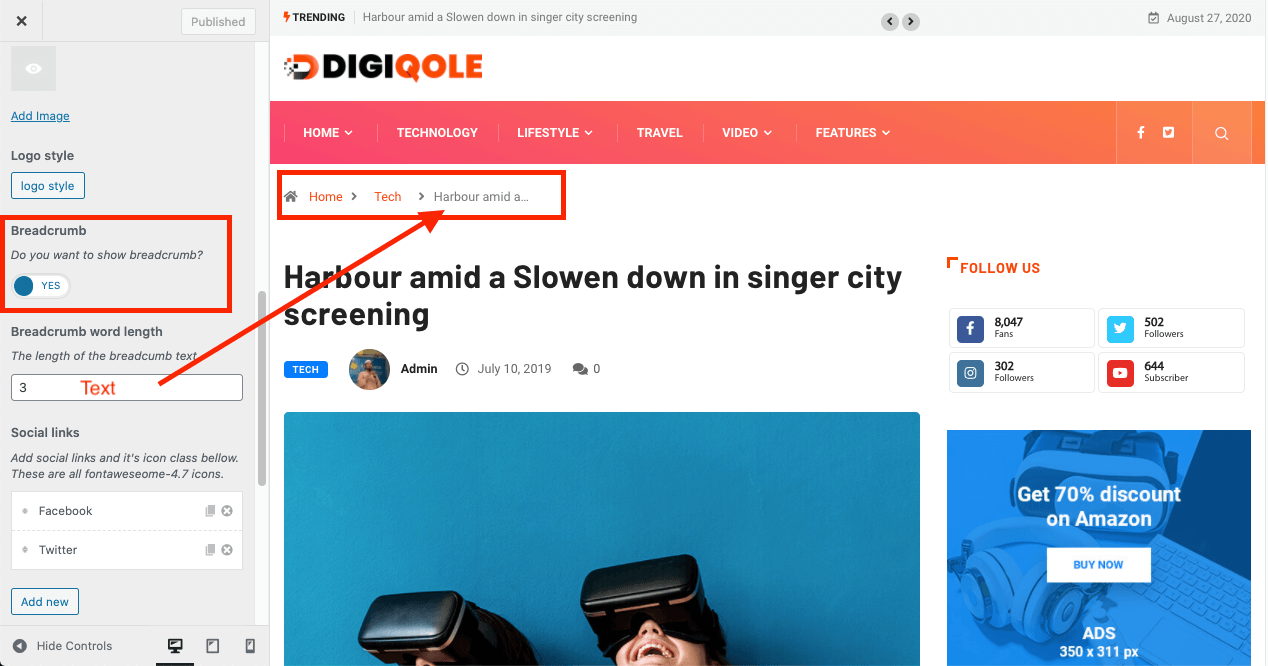 Published
Add Image
Logo style
logo style
Breadcrumb
Do you want to show breadcrumb?
YES
Breadcrumb word length
The length of the breadcumb text
3
Text
Social links
Add social links and it's icon class bellow.
These are all fontaweseome-4.7 icons.
Facebook
Twitter
Add new
Hide Controls
TRENDING
Harbour amid a Slowen down in singer city screening
August 27, 2020
DIGIQOLE
HOME
TECHNOLOGY
LIFESTYLE
TRAVEL
VIDEO
FEATURES
Home
Tech
Harbour amid a...
Harbour amid a Slowen down in singer city
screening
TECH
Admin
July 10, 2019
0
FOLLOW US
8,047
Fans
502
Followers
302
Followers
644
Subscriber
Get 70% discount
on Amazon
BUY NOW
ADS
350 x 311 px